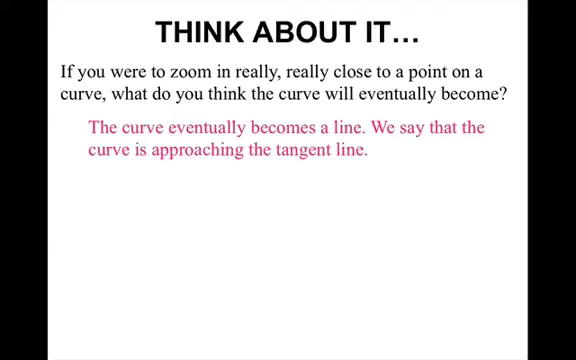 THINK ABOUT IT…
If you were to zoom in really, really close to a point on a
curve, what do you think the curve will eventually become?
The curve eventually becomes a line. We say that the
curve is approaching the tangent line.